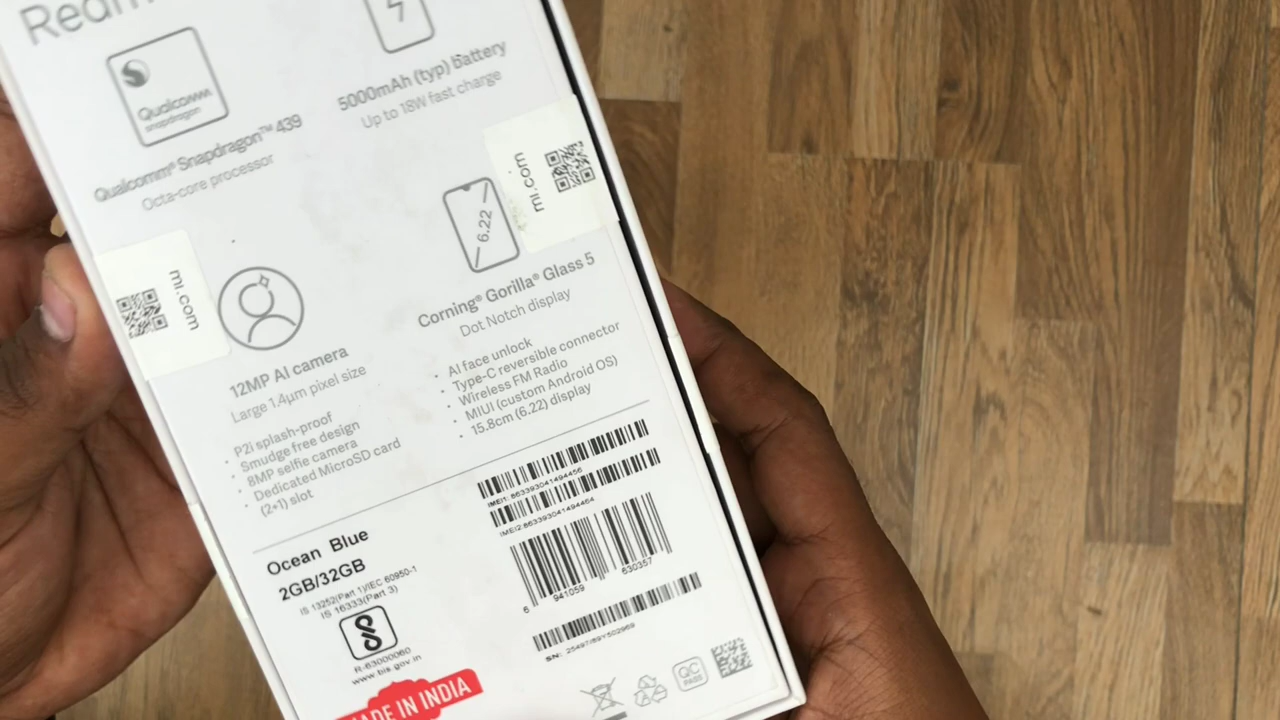 Redm
Qualcomm
snapdragon
Qualcomm® Snapdragon™ 439
Octa-core processor
5000mAh (typ) battery
Up to 18W fast charge
mi.com
6.22
Corning® Gorilla® Glass 5
Dot Notch display
mi.com
12MP AI camera
Large 1.4µm pixel size
P2i splash-proof
• Smudge free design
• 8MP selfie camera
• Dedicated MicroSD card
• (2+1) slot
AI face unlock
• Type-C reversible connector
• Wireless FM Radio
• MIUI (custom Android OS)
• 15.8cm (6.22) display
IMEI1: 863393041494456
IMEI2:863393041494464
6 941059 630357
SN: 25497/89Y502969
Ocean Blue
2GB/32GB
IS 13252(Part 1)/IEC 60950-1
IS 16333(Part 3)
R-63000060
www.bis.gov.in
MADE IN INDIA
QC
PASS